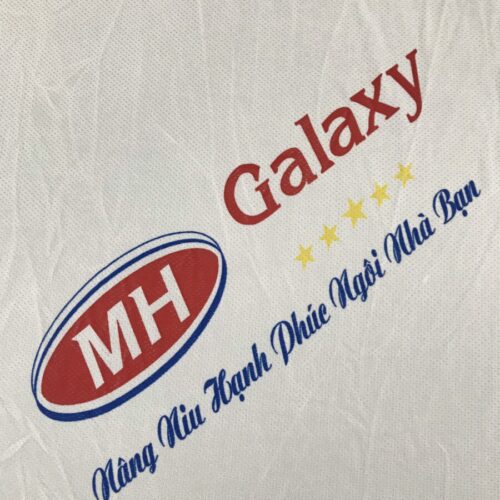 Galaxy
MH
Nâng Niu Hạnh Phúc Ngôi Nhà Bạn